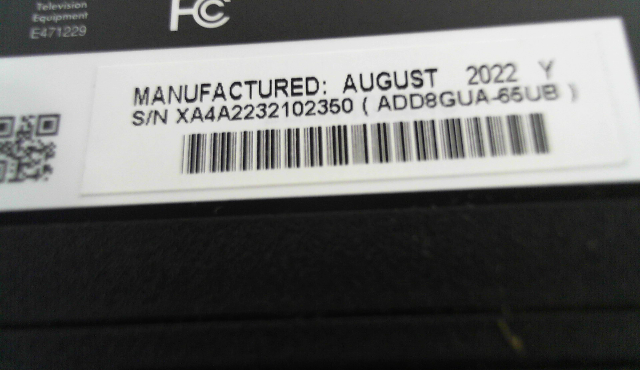 Television
Equipment
E471229
FC
MANUFACTURED: AUGUST 2022 Y
S/N XA4A2232102350 ( ADD8GUA-65UB )